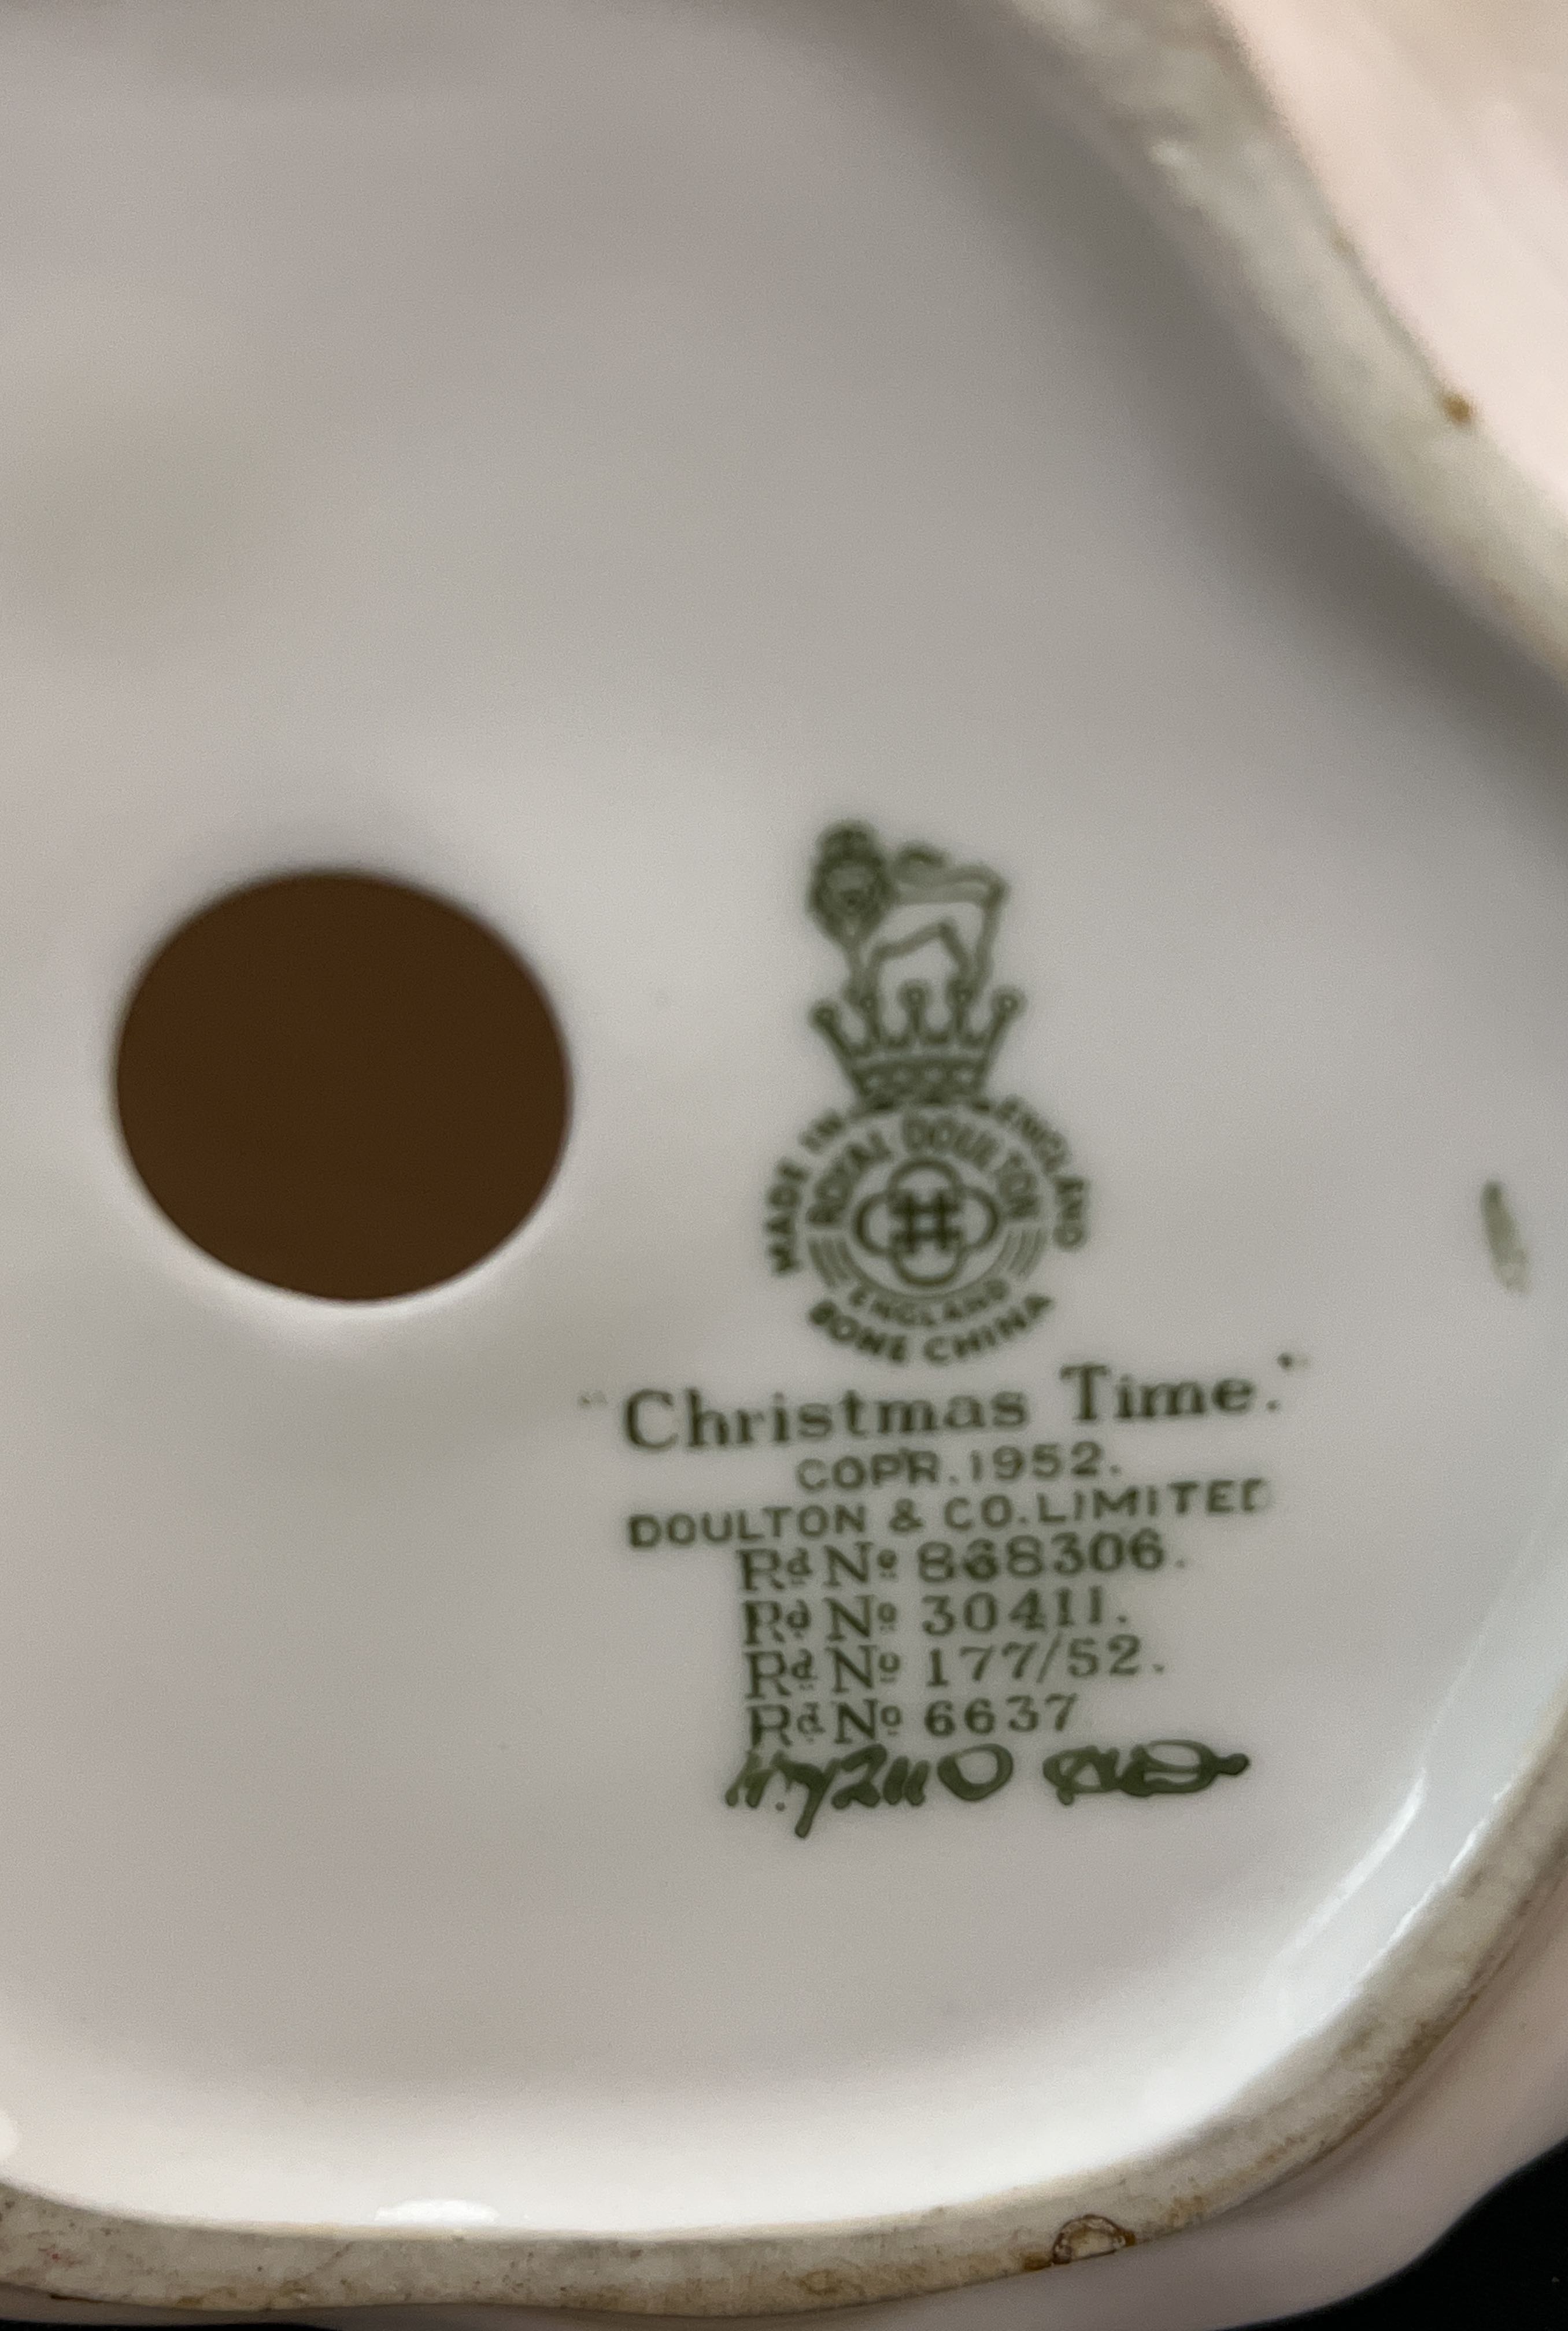 MADE IN ENGLAND
ROYAL DOULTON
ENGLAND
BONE CHINA
"Christmas Time."
COPR. 1952.
DOULTON & CO. LIMITED
Rd No 868306.
Rd No 30411.
Rd No 177/52.
Rd No 6637